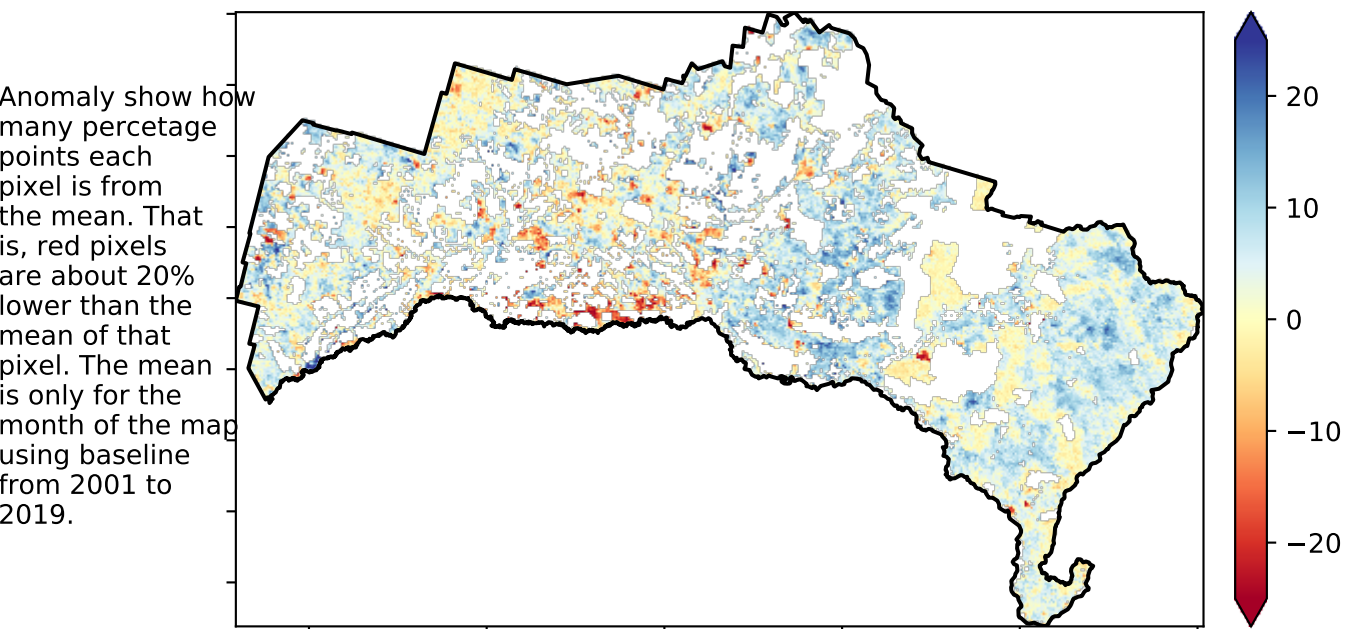 Anomaly show how
many percetage
points each
pixel is from
the mean. That
is, red pixels
are about 20%
lower than the
mean of that
pixel. The mean
is only for the
month of the map
using baseline
from 2001 to
2019.
20
10
0
−10
−20